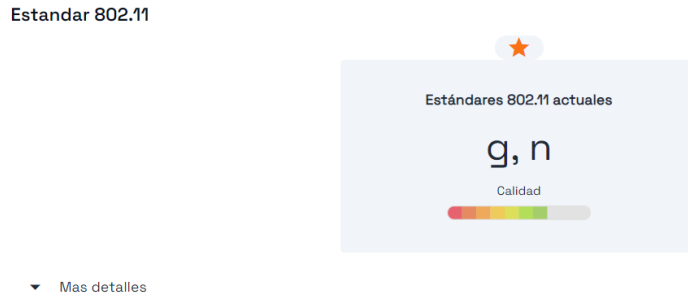 Estandar 802.11
Estándares 802.11 actuales
g, n
Calidad
Mas detalles